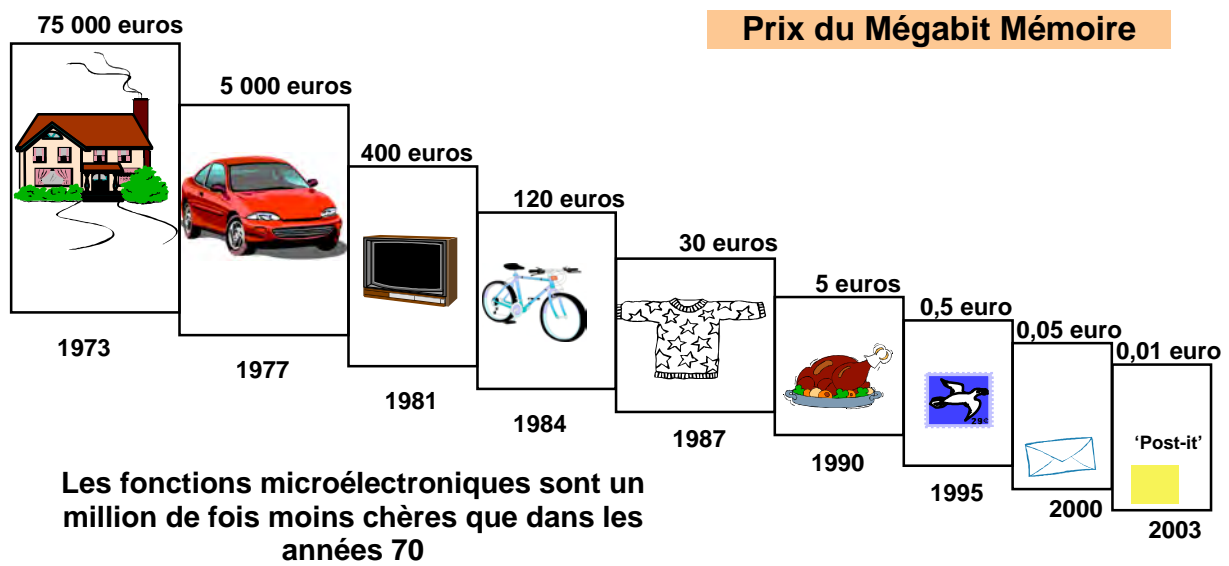 Prix du Mégabit Mémoire
75 000 euros
1973
5 000 euros
1977
400 euros
1981
120 euros
1984
30 euros
1987
5 euros
1990
0,5 euro
28¢
1995
0,05 euro
2000
0,01 euro
‘Post-it’
2003
Les fonctions microélectroniques sont un
million de fois moins chères que dans les
années 70